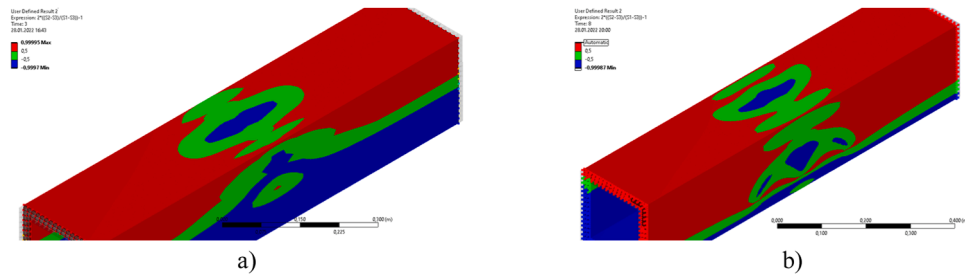 User Defined Result 2
Expression: 2*((S2-S3)/(S1-S3))-1
Time: 3
28.01.2023 16:43
0,99995 Max
0,5
-0,5
-0,9997 Min
0,150
0,300 (m)
0,225
a)
User Defined Result 2
Expression: 2*((S2-S3)/(S1-S3))-1
Time: 8
28.01.2023 20:00
Automatic
0,5
-0,5
-0,99987 Min
0,000
0,200
0,400 (m
0,100
0,300
b)